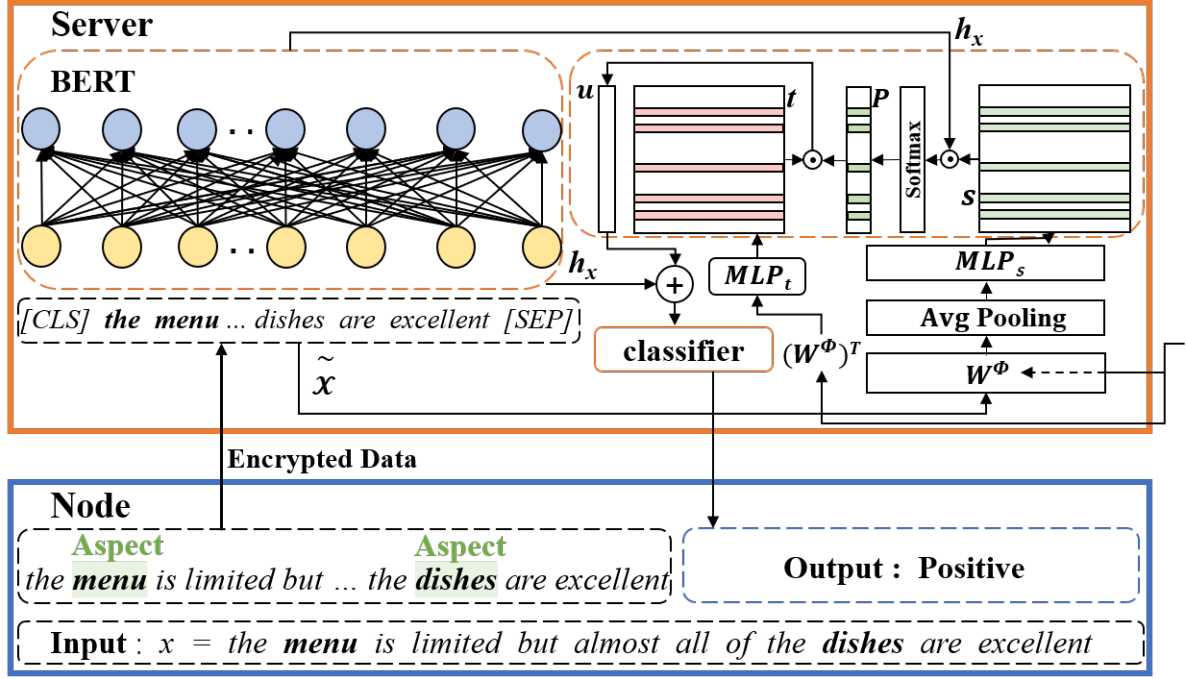 Server
h_x
BERT
u
t
P
Softmax
s
h_x
MLP_t
MLP_s
[CLS] the menu ... dishes are excellent [SEP]
Avg Pooling
classifier
(W^Φ)^T
W^Φ
x̃
Encrypted Data
Node
Aspect Aspect
the menu is limited but ... the dishes are excellent
Output : Positive
Input : x = the menu is limited but almost all of the dishes are excellent